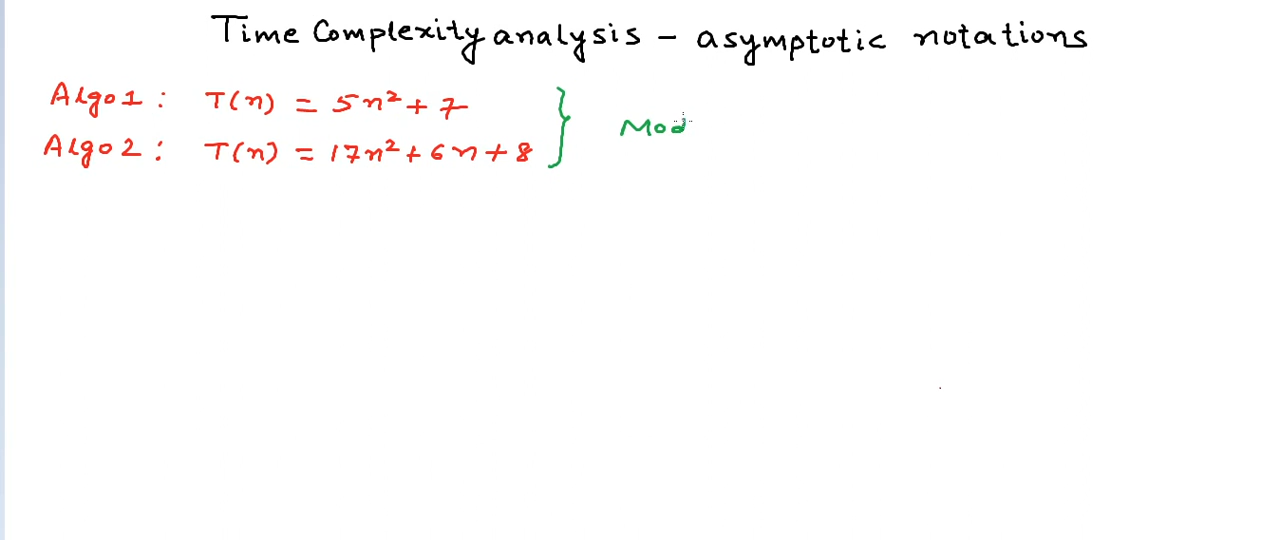 Time Complexity analysis - asymptotic notations
Algo1 : T(n) = 5n² + 7
Algo2 : T(n) = 17n² + 6n + 8
Mod